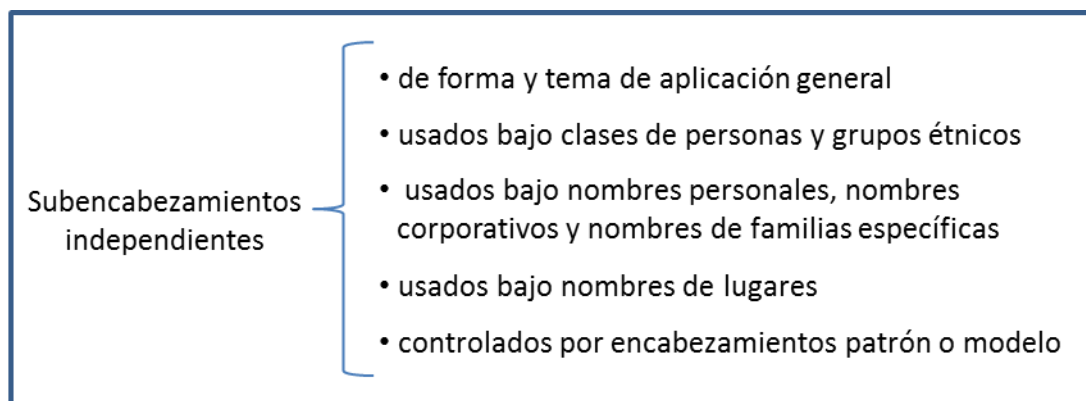 Subencabezamientos
independientes
• de forma y tema de aplicación general
• usados bajo clases de personas y grupos étnicos
• usados bajo nombres personales, nombres
corporativos y nombres de familias específicas
• usados bajo nombres de lugares
• controlados por encabezamientos patrón o modelo